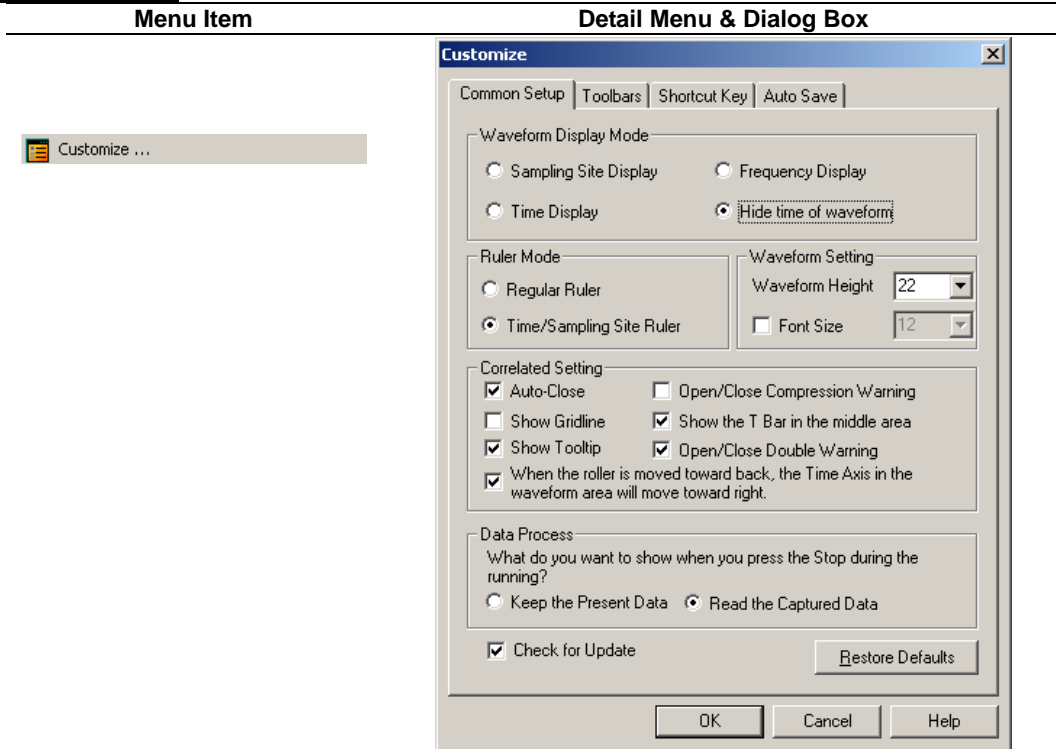 Menu Item Detail Menu & Dialog Box
Customize ...
Customize
Common Setup Toolbars Shortcut Key Auto Save
Waveform Display Mode
Sampling Site Display Frequency Display
Time Display Hide time of waveform
Ruler Mode
Regular Ruler
Time/Sampling Site Ruler
Waveform Setting
Waveform Height 22
Font Size 12
Correlated Setting
Auto-Close Open/Close Compression Warning
Show Gridline Show the T Bar in the middle area
Show Tooltip Open/Close Double Warning
When the roller is moved toward back, the Time Axis in the
waveform area will move toward right.
Data Process
What do you want to show when you press the Stop during the
running?
Keep the Present Data Read the Captured Data
Check for Update Restore Defaults
OK Cancel Help